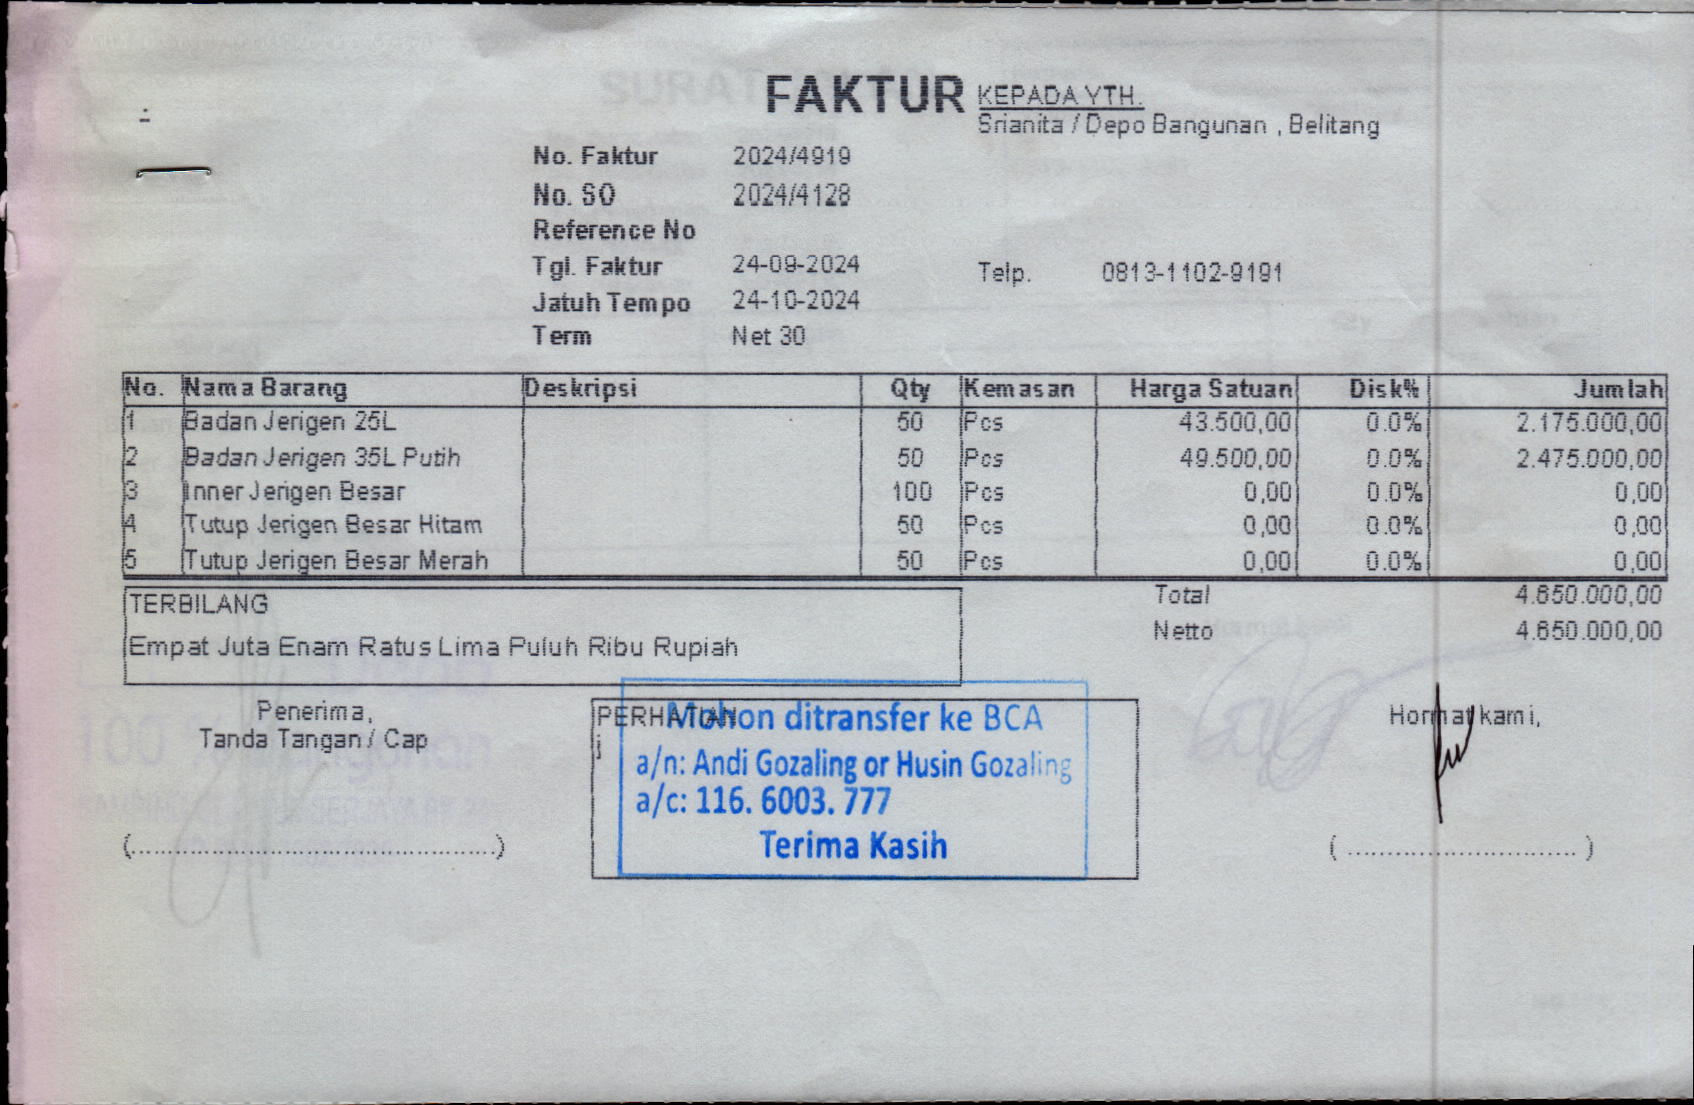 FAKTUR
KEPADA YTH.
Srianita / Depo Bangunan , Belitang
No. Faktur 2024/4919
No. SO 2024/4128
Reference No
Tgl. Faktur 24-09-2024
Telp. 0813-1102-9191
Jatuh Tempo 24-10-2024
Term Net 30
No. Nama Barang Deskripsi Qty Kemasan Harga Satuan Disk% Jumlah
1 Badan Jerigen 25L 50 Pcs 43.500,00 0.0% 2.175.000,00
2 Badan Jerigen 35L Putih 50 Pcs 49.500,00 0.0% 2.475.000,00
3 Inner Jerigen Besar 100 Pcs 0,00 0.0% 0,00
4 Tutup Jerigen Besar Hitam 50 Pcs 0,00 0.0% 0,00
5 Tutup Jerigen Besar Merah 50 Pcs 0,00 0.0% 0,00
Total 4.650.000,00
Netto 4.650.000,00
TERBILANG
Empat Juta Enam Ratus Lima Puluh Ribu Rupiah
Penerima,
Tanda Tangan / Cap
(....................................................)
PERHATIAN
Mohon ditransfer ke BCA
a/n: Andi Gozaling or Husin Gozaling
a/c: 116. 6003. 777
Terima Kasih
Hormat kami,
( ................................ )